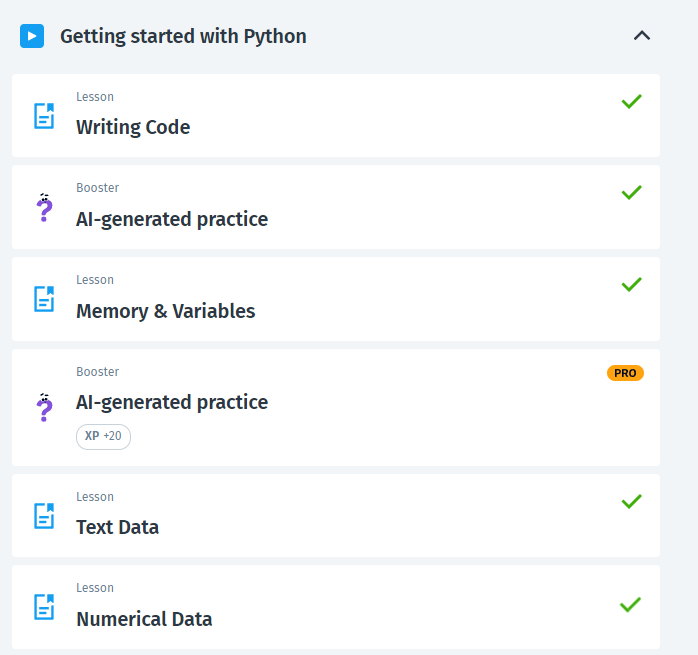 Getting started with Python
Lesson
Writing Code
Booster
AI-generated practice
Lesson
Memory & Variables
Booster
PRO
AI-generated practice
XP +20
Lesson
Text Data
Lesson
Numerical Data